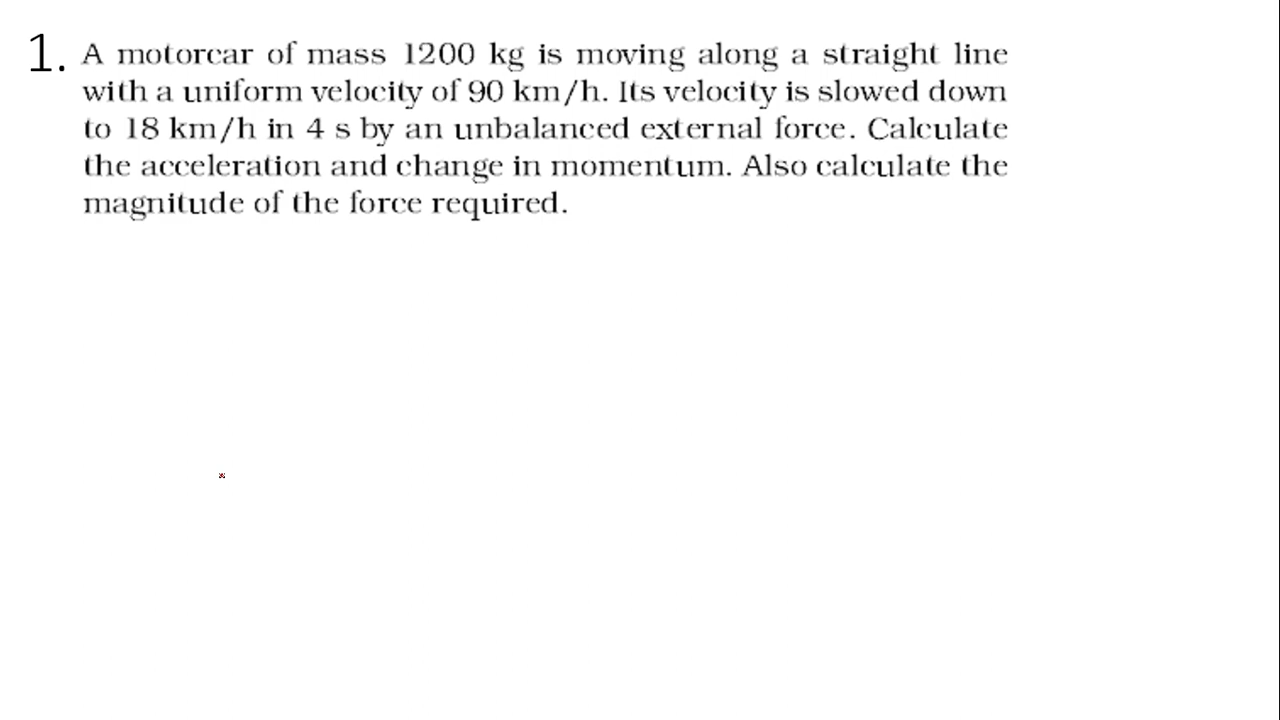 1. A motorcar of mass 1200 kg is moving along a straight line
with a uniform velocity of 90 km/h. Its velocity is slowed down
to 18 km/h in 4 s by an unbalanced external force. Calculate
the acceleration and change in momentum. Also calculate the
magnitude of the force required.